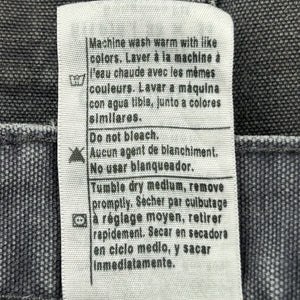 Machine wash warm with like
colors. Laver à la machine à
l'eau chaude avec les mêmes
couleurs. Lavar a máquina
con agua tibia, junto a colores
similares.
Do not bleach.
Aucun agent de blanchiment.
No usar blanqueador.
Tumble dry medium, remove
promptly. Sécher par culbutage
à réglage moyen, retirer
rapidement. Secar en secadora
en ciclo medio, y sacar
inmediatamente.